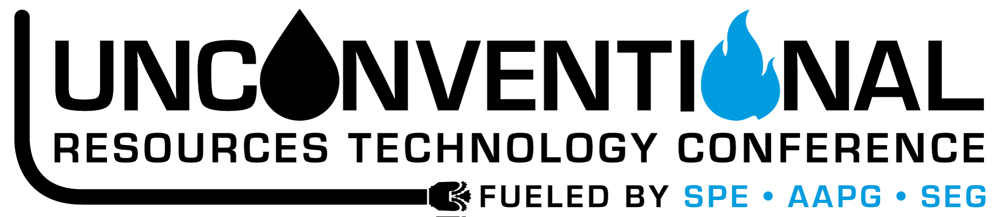 UNCONVENTIONAL
RESOURCES TECHNOLOGY CONFERENCE
FUELED BY SPE • AAPG • SEG